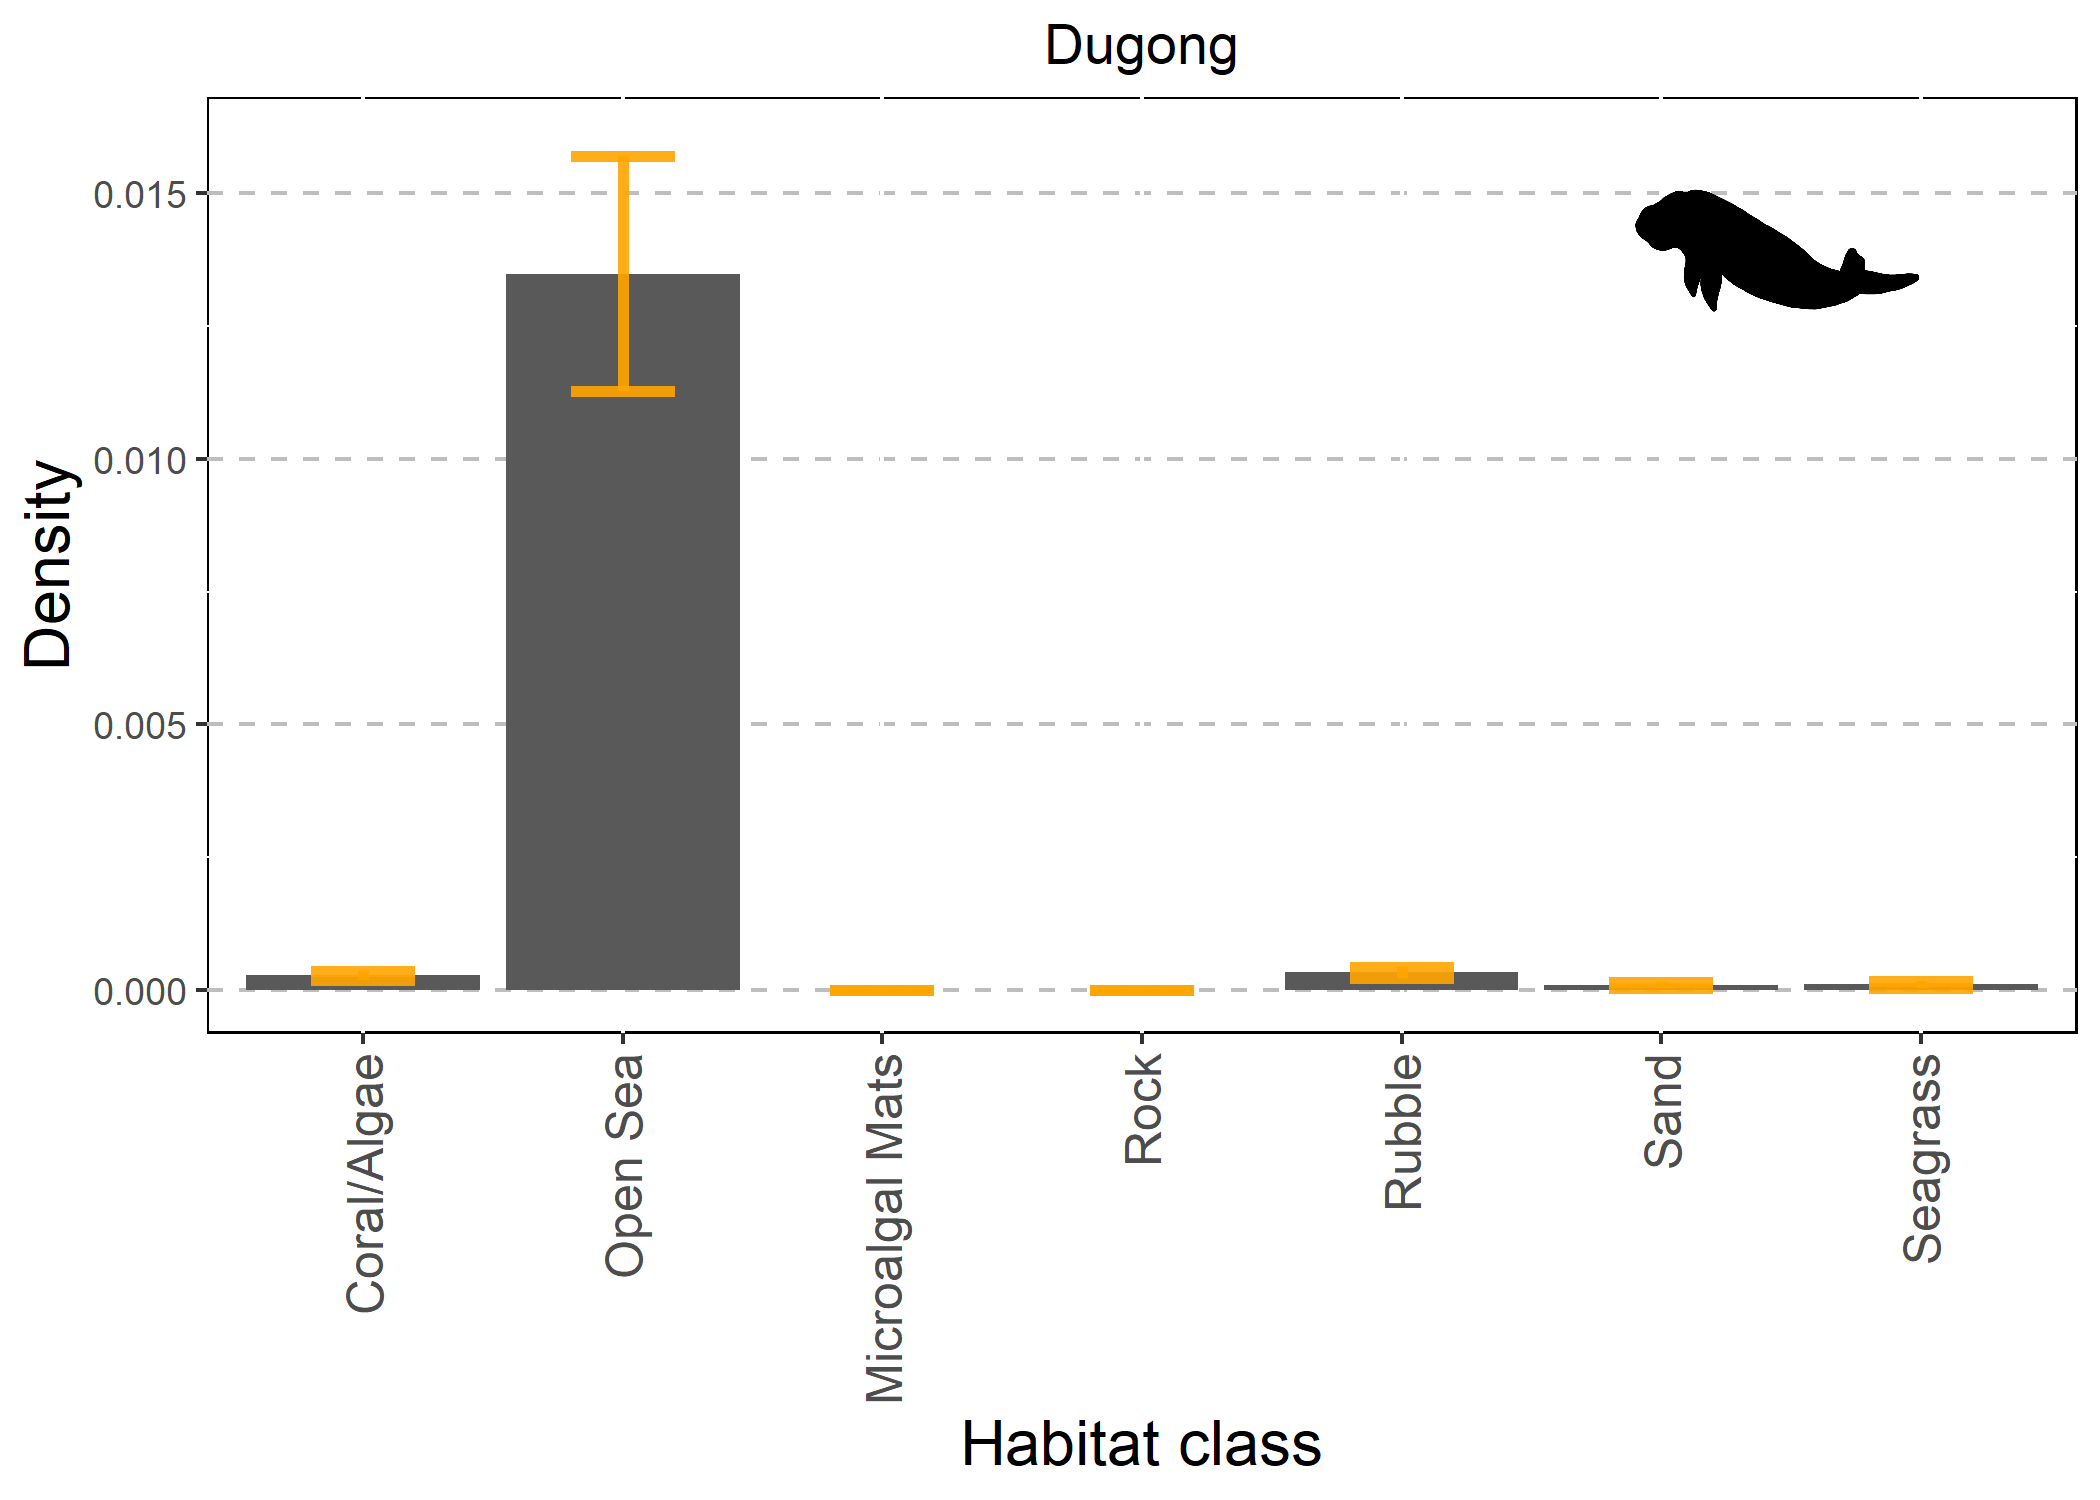 Dugong
Density
0.015
0.010
0.005
0.000
Coral/Algae
Open Sea
Microalgal Mats
Rock
Rubble
Sand
Seagrass
Habitat class